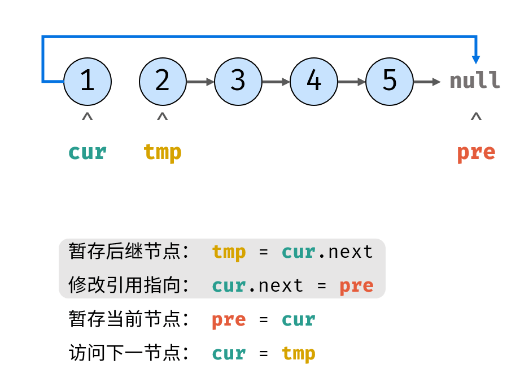 1 2 3 4 5 null
^ ^ ^
cur tmp pre
暂存后继节点： tmp = cur.next
修改引用指向： cur.next = pre
暂存当前节点： pre = cur
访问下一节点： cur = tmp